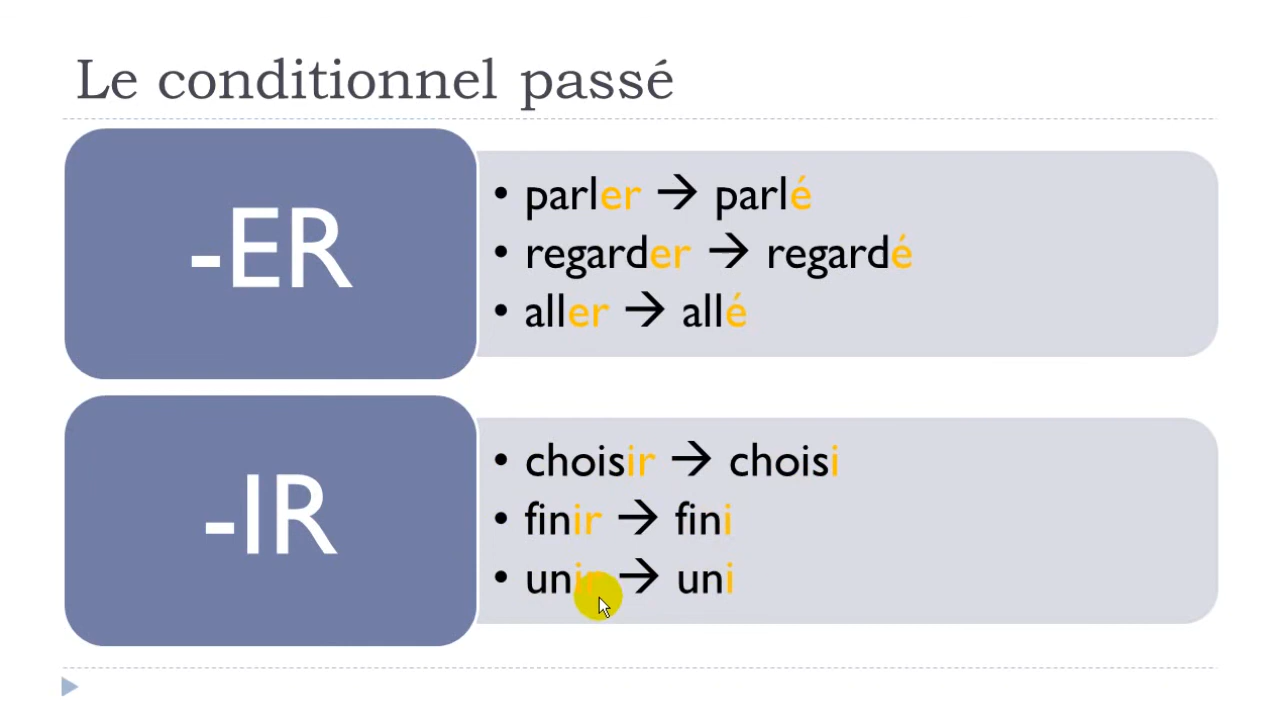 Le conditionnel passé
-ER
• parler → parlé
• regarder → regardé
• aller → allé
-IR
• choisir → choisi
• finir → fini
• unir → uni